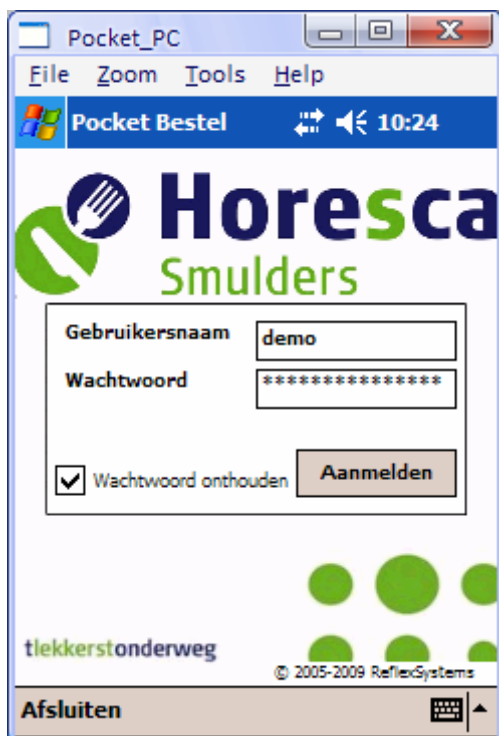 Pocket_PC
File Zoom Tools Help
Pocket Bestel 10:24
Horesca
Smulders
Gebruikersnaam demo
Wachtwoord ***************
Wachtwoord onthouden Aanmelden
tlekkerstonderweg
© 2005-2009 ReflexSystems
Afsluiten